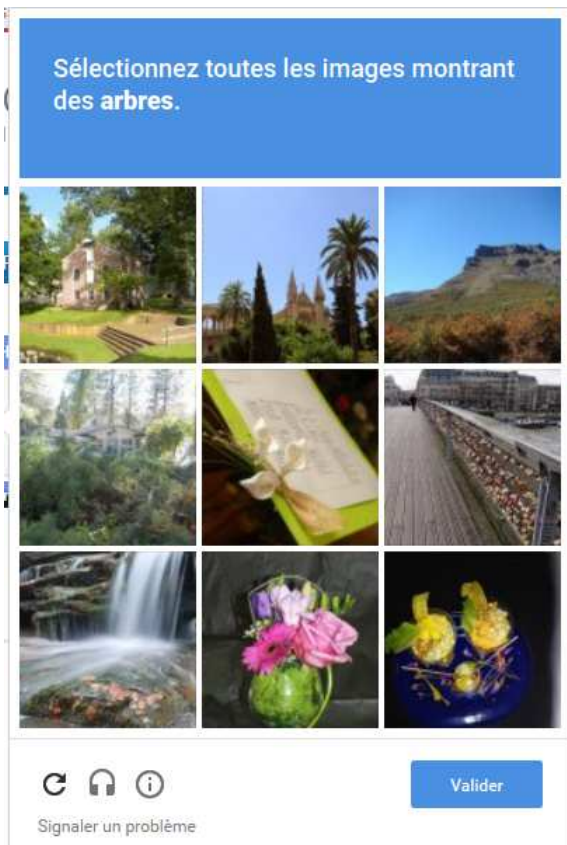 Sélectionnez toutes les images montrant
des arbres.
Valider
Signaler un problème